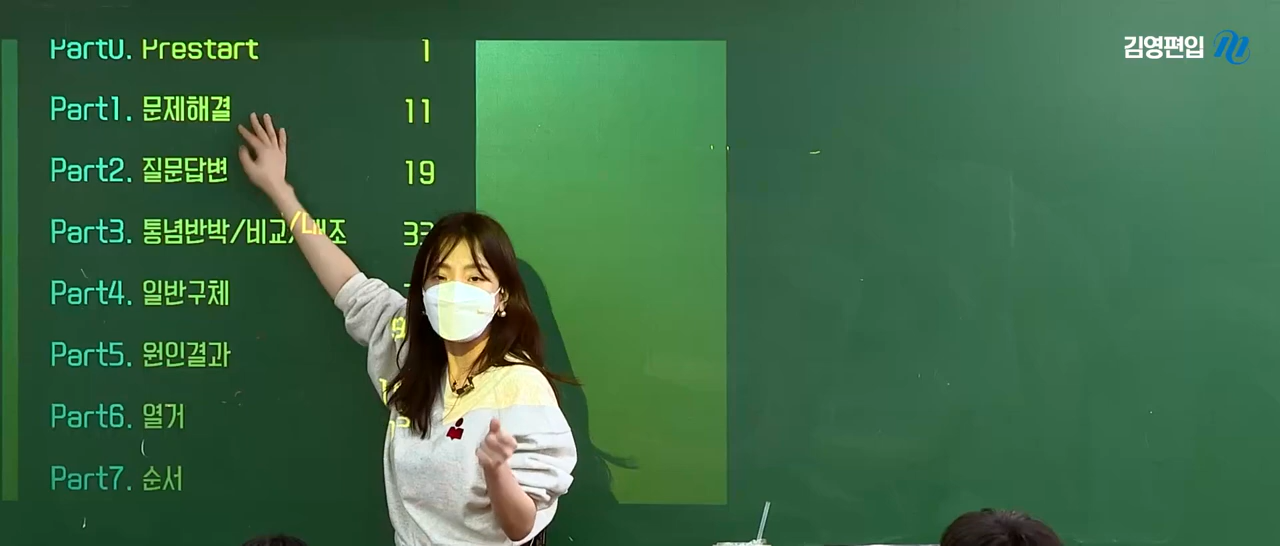 Part0. Prestart 1
김영편입
Part1. 문제해결 11
Part2. 질문답변 19
Part3. 통념반박/비교/대조 33
Part4. 일반구체
Part5. 원인결과
Part6. 열거
Part7. 순서